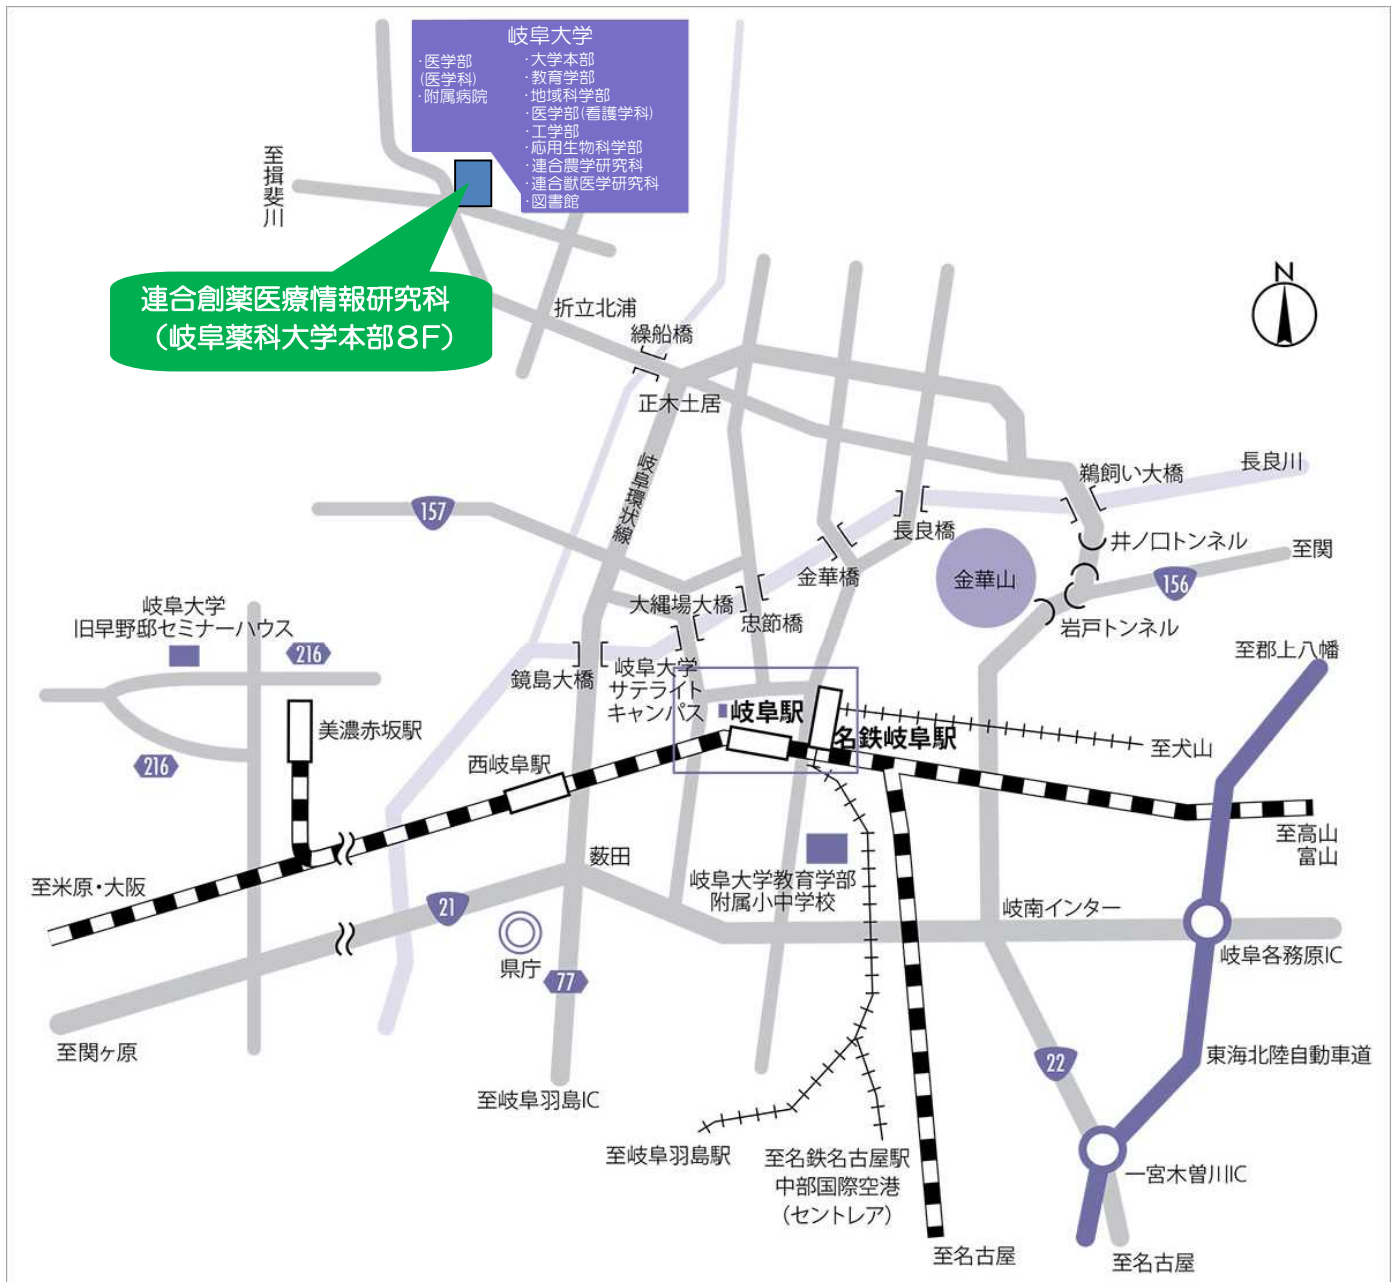 岐阜大学
・医学部
(医学科)
・附属病院
・大学本部
・教育学部
・地域科学部
・医学部(看護学科)
・工学部
・応用生物科学部
・連合農学研究科
・連合獣医学研究科
・図書館
至揖斐川
連合創薬医療情報研究科
（岐阜薬科大学本部８F）
N
折立北浦
繰船橋
正木土居
岐阜環状線
157
鵜飼い大橋
長良川
長良橋
井ノ口トンネル
至関
金華橋
金華山
156
大縄場大橋
忠節橋
岩戸トンネル
岐阜大学
旧早野邸セミナーハウス
216
至郡上八幡
鏡島大橋
岐阜大学
サテライト
キャンパス
岐阜駅
名鉄岐阜駅
美濃赤坂駅
至犬山
216
西岐阜駅
至高山
富山
薮田
至米原・大阪
岐阜大学教育学部
附属小中学校
21
岐南インター
県庁
岐阜各務原IC
77
至関ヶ原
22
東海北陸自動車道
至岐阜羽島IC
至岐阜羽島駅
至名鉄名古屋駅
中部国際空港
（セントレア）
一宮木曽川IC
至名古屋
至名古屋